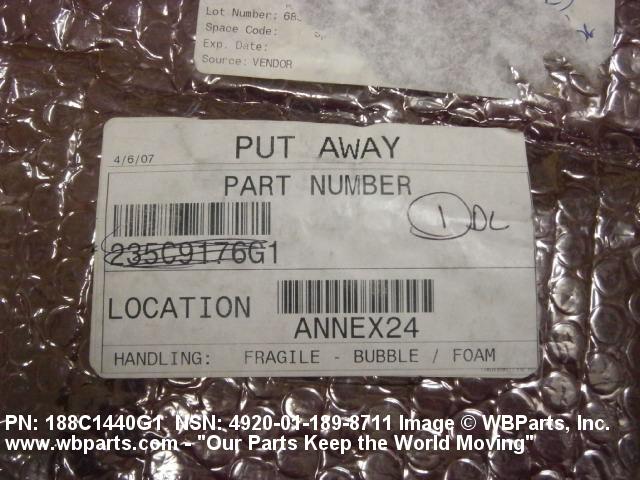 Lot Number:
Space Code:
Exp. Date:
Source: VENDOR
4/6/07
PUT AWAY
PART NUMBER
1 DL
235C9176G1
LOCATION
ANNEX24
HANDLING: FRAGILE - BUBBLE / FOAM
PN: 188C1440G1, NSN: 4920-01-189-8711 Image © WBParts, Inc.
www.wbparts.com - "Our Parts Keep the World Moving"